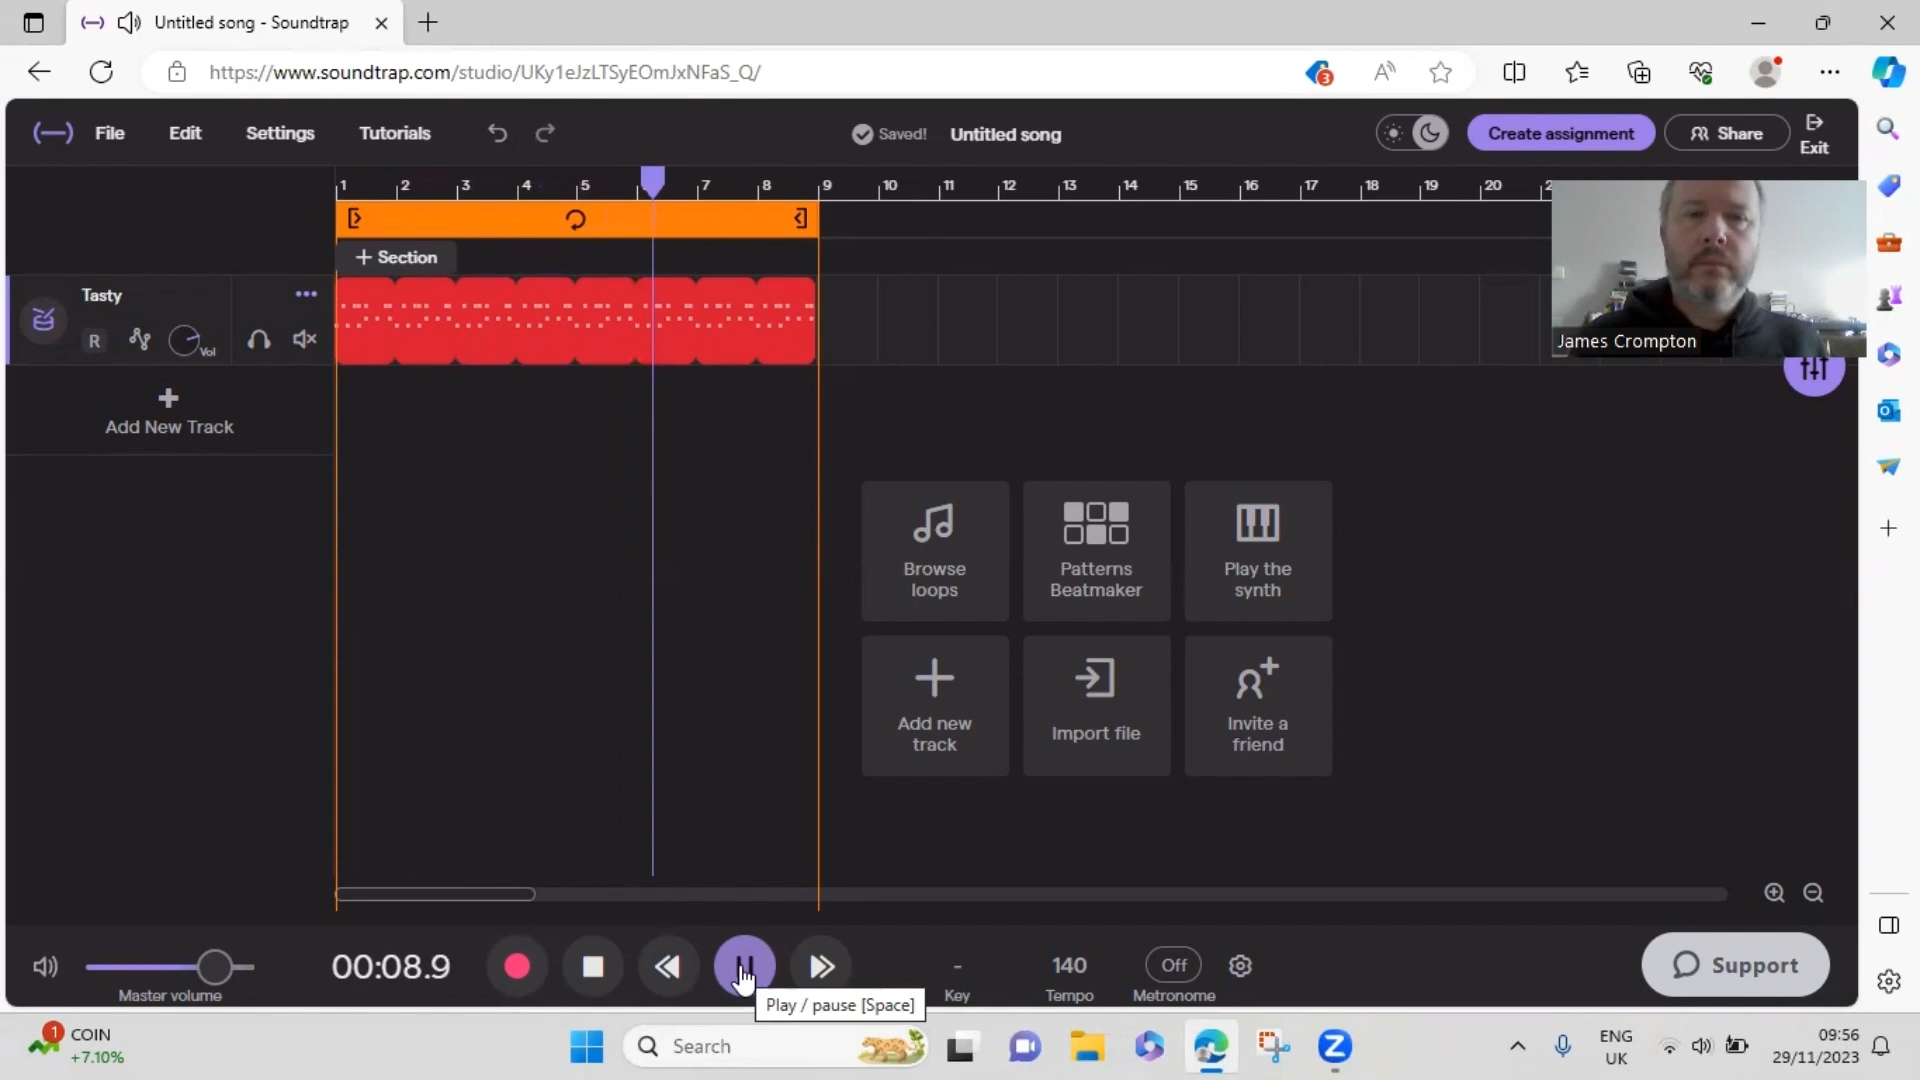 Untitled song - Soundtrap
https://www.soundtrap.com/studio/UKy1eJzLTSyEOmJxNFaS_Q/
3
File Edit Settings Tutorials
Saved! Untitled song
Create assignment
Share
Exit
1 2 3 4 5 7 8 9 10 11 12 13 14 15 16 17 18 19 20 2
+ Section
James Crompton
Tasty
R
Vol
Add New Track
Browse
loops
Patterns
Beatmaker
Play the
synth
Add new
track
Import file
Invite a
friend
Master volume
00:08.9
Play / pause [Space]
-
Key
140
Tempo
Off
Metronome
Support
1
COIN
+7.10%
Search
ENG
UK
09:56
29/11/2023